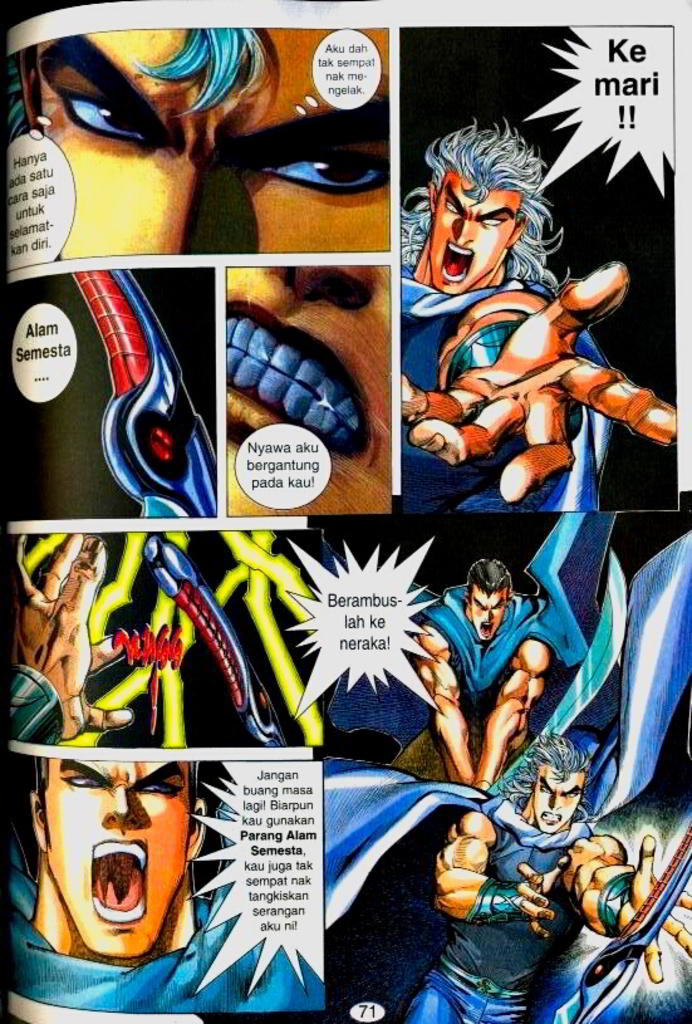 Aku dah
tak sempat
nak me-
ngelak.
Hanya
ada satu
cara saja
untuk
selamat-
kan diri.
Ke
mari
!!
Alam
Semesta
....
Nyawa aku
bergantung
pada kau!
Berambus-
lah ke
neraka!
Jangan
buang masa
lagi! Biarpun
kau gunakan
Parang Alam
Semesta,
kau juga tak
sempat nak
tangkiskan
serangan
aku ni!
71